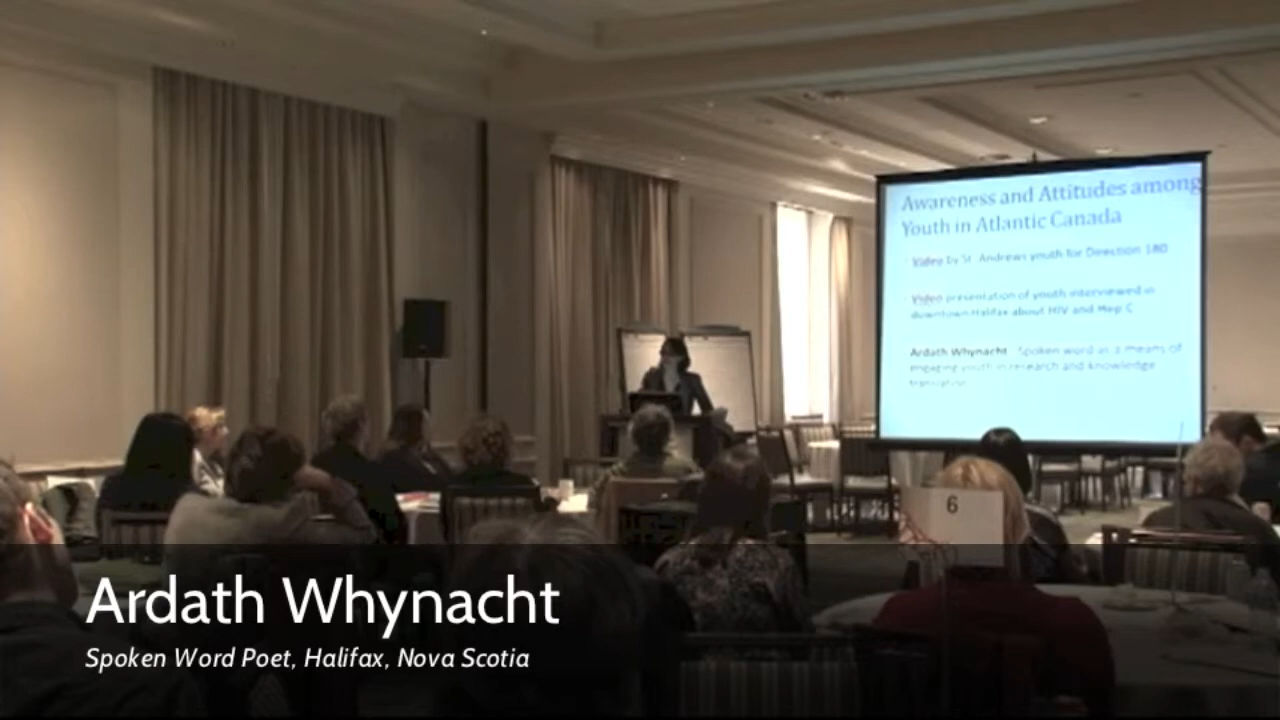 Awareness and Attitudes among
Youth in Atlantic Canada
Video by St. Andrews youth for Direction 180
Video presentation of youth interviewed in
downtown Halifax about HIV and Hep C
Ardath Whynacht Spoken word as a means of
engaging youth in research and knowledge
translation
6
Ardath Whynacht
Spoken Word Poet, Halifax, Nova Scotia